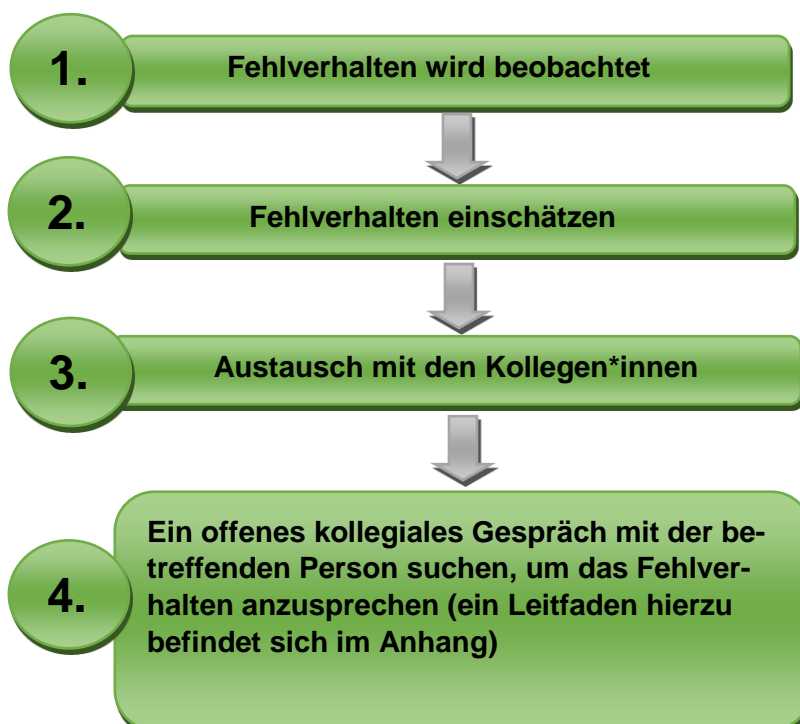 1. Fehlverhalten wird beobachtet
2. Fehlverhalten einschätzen
3. Austausch mit den Kollegen*innen
Ein offenes kollegiales Gespräch mit der be-
treffenden Person suchen, um das Fehlver-
4. halten anzusprechen (ein Leitfaden hierzu
befindet sich im Anhang)